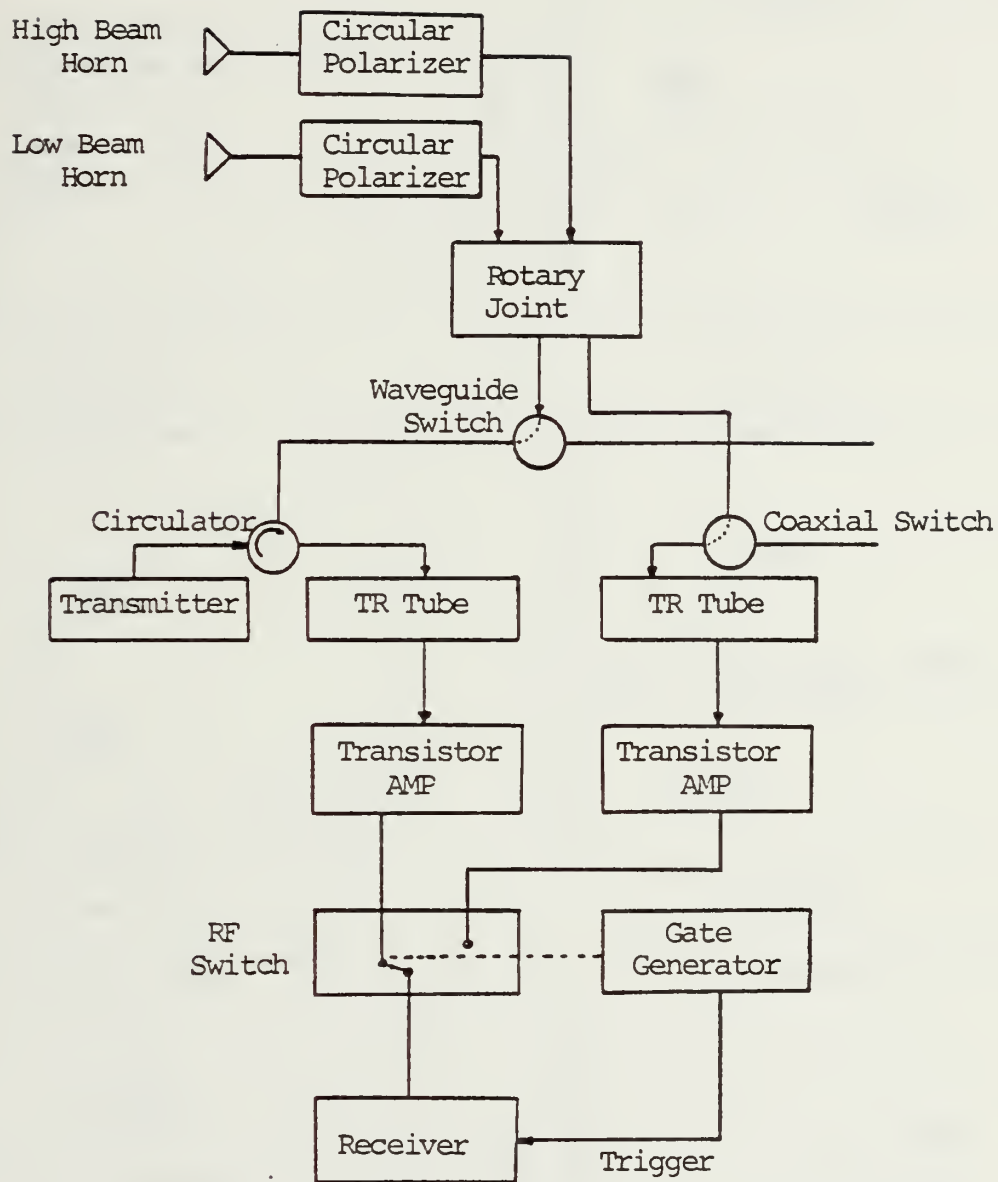 High Beam
Horn
Circular
Polarizer
Low Beam
Horn
Circular
Polarizer
Rotary
Joint
Waveguide
Switch
Circulator
Coaxial Switch
Transmitter
TR Tube
TR Tube
Transistor
AMP
Transistor
AMP
RF
Switch
Gate
Generator
Receiver
Trigger